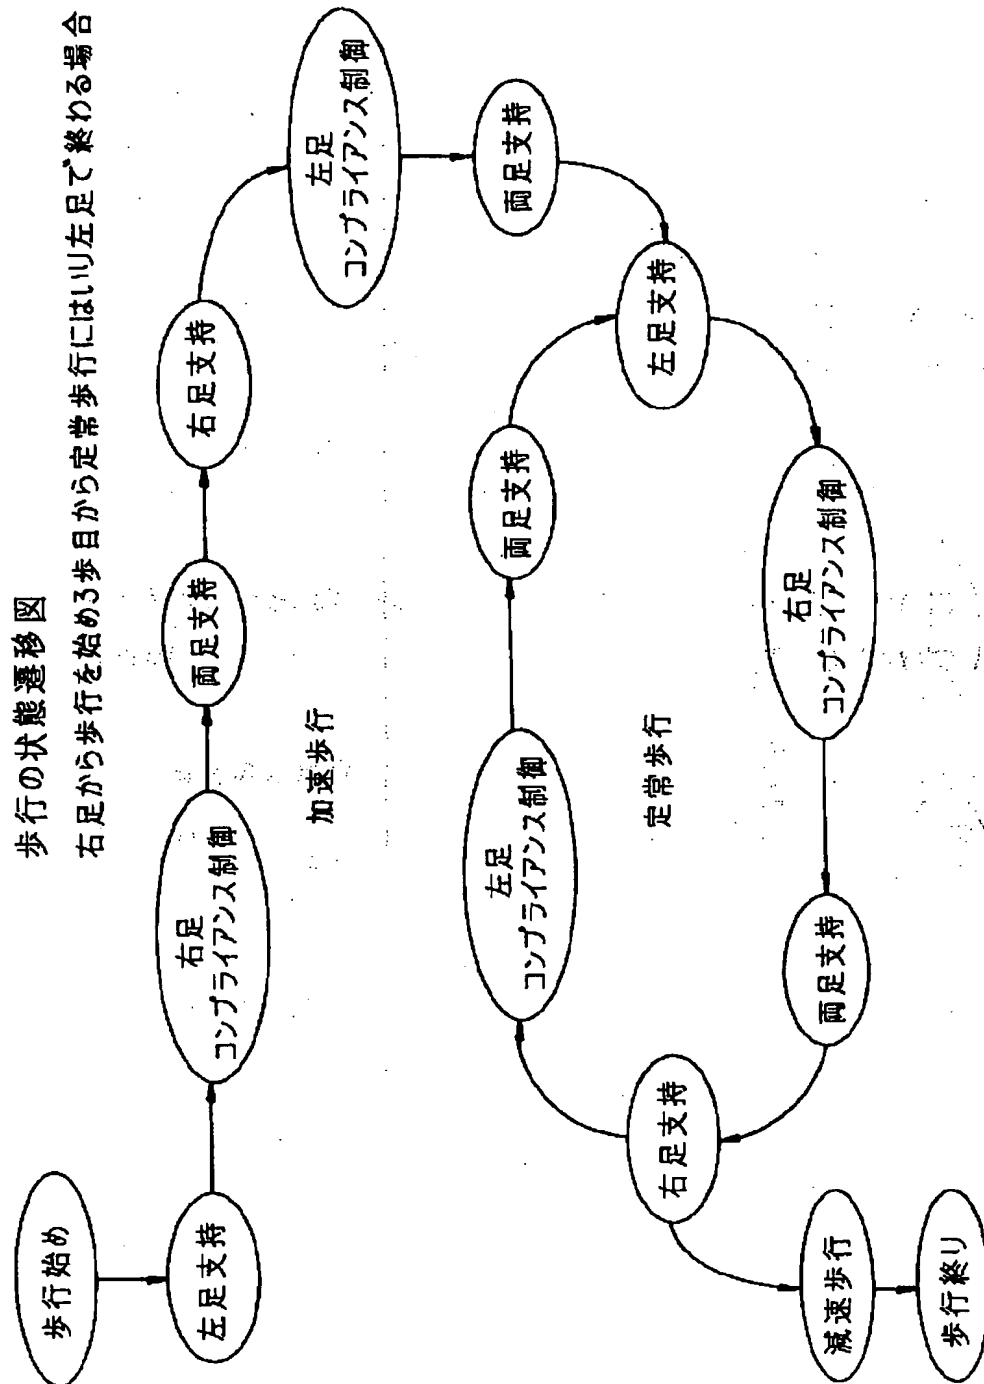 歩行の状態遷移図
右足から歩行を始め3歩目から定常歩行にはいり左足で終わる場合
歩行始め
左足支持
右足
コンプライアンス制御
両足支持
右足支持
左足
コンプライアンス制御
両足支持
加速歩行
左足支持
右足
コンプライアンス制御
両足支持
右足支持
左足
コンプライアンス制御
両足支持
定常歩行
減速歩行
歩行終り